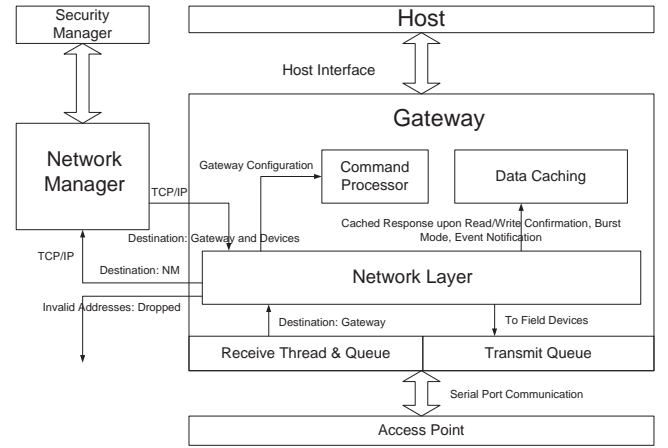 Security
Manager
Host
Host Interface
Gateway
Network
Manager
Gateway Configuration
Command
Processor
Data Caching
TCP/IP
Cached Response upon Read/Write Confirmation, Burst
Mode, Event Notification
Destination: Gateway and Devices
TCP/IP
Destination: NM
Network Layer
Invalid Addresses: Dropped
Destination: Gateway
To Field Devices
Receive Thread & Queue
Transmit Queue
Serial Port Communication
Access Point